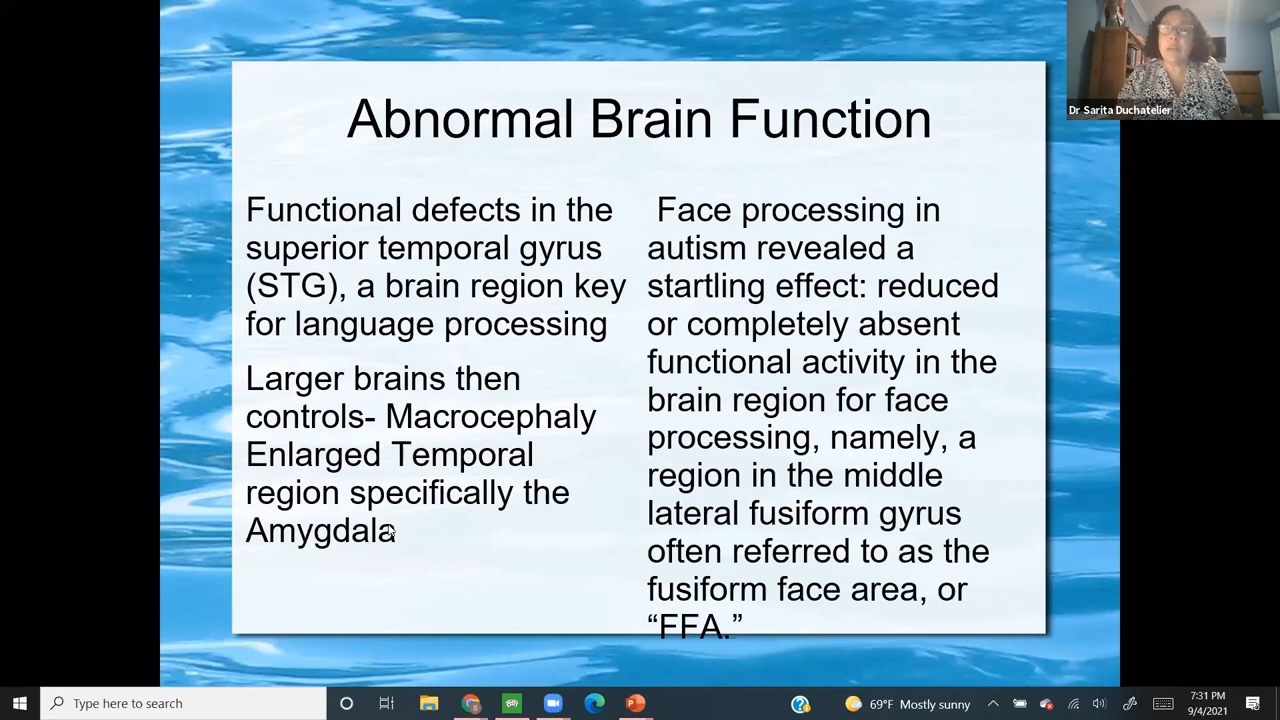 Dr Sarita Duchatelier
Abnormal Brain Function
Functional defects in the
superior temporal gyrus
(STG), a brain region key
for language processing
Larger brains then
controls- Macrocephaly
Enlarged Temporal
region specifically the
Amygdala
Face processing in
autism revealed a
startling effect: reduced
or completely absent
functional activity in the
brain region for face
processing, namely, a
region in the middle
lateral fusiform gyrus
often referred to as the
fusiform face area, or
“FFA.”
Type here to search
69°F Mostly sunny
7:31 PM
9/4/2021